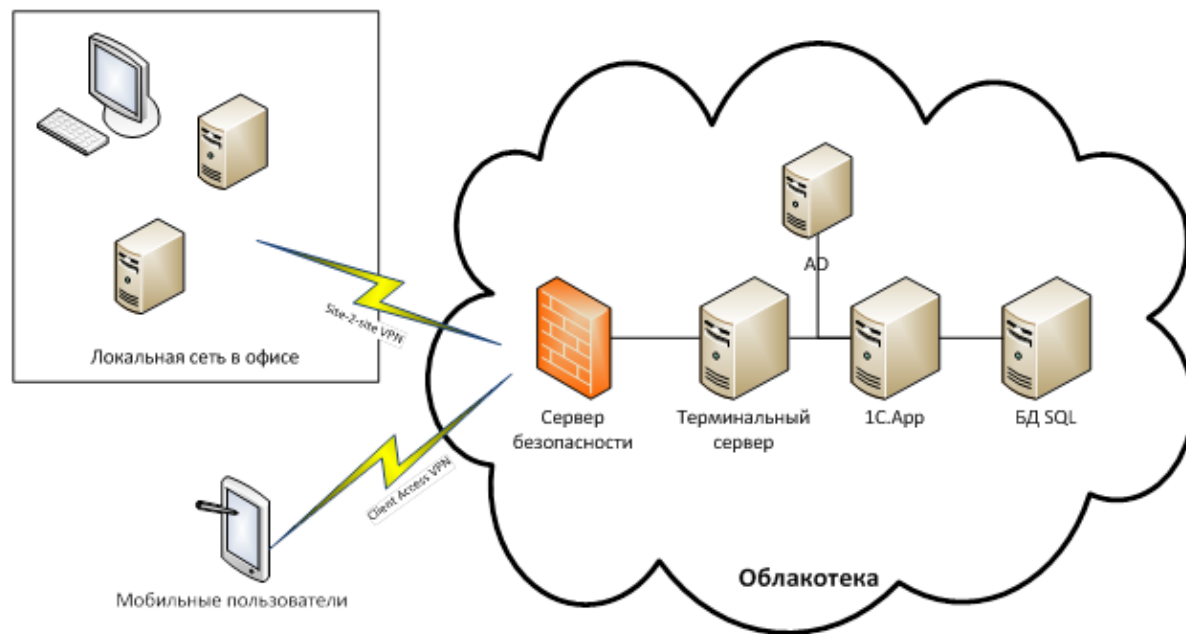 Локальная сеть в офисе
Site-2-site VPN
AD
Сервер
безопасности
Терминальный
сервер
1C.App
БД SQL
Client Access VPN
Мобильные пользователи
Облакотека